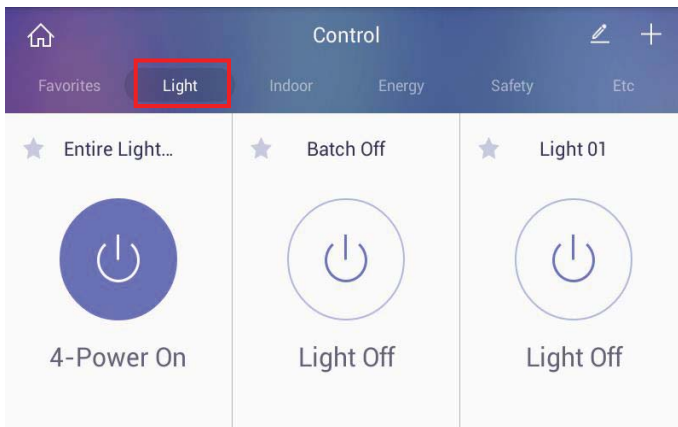 Control
Favorites Light Indoor Energy Safety Etc
Entire Light... Batch Off Light 01
4-Power On Light Off Light Off